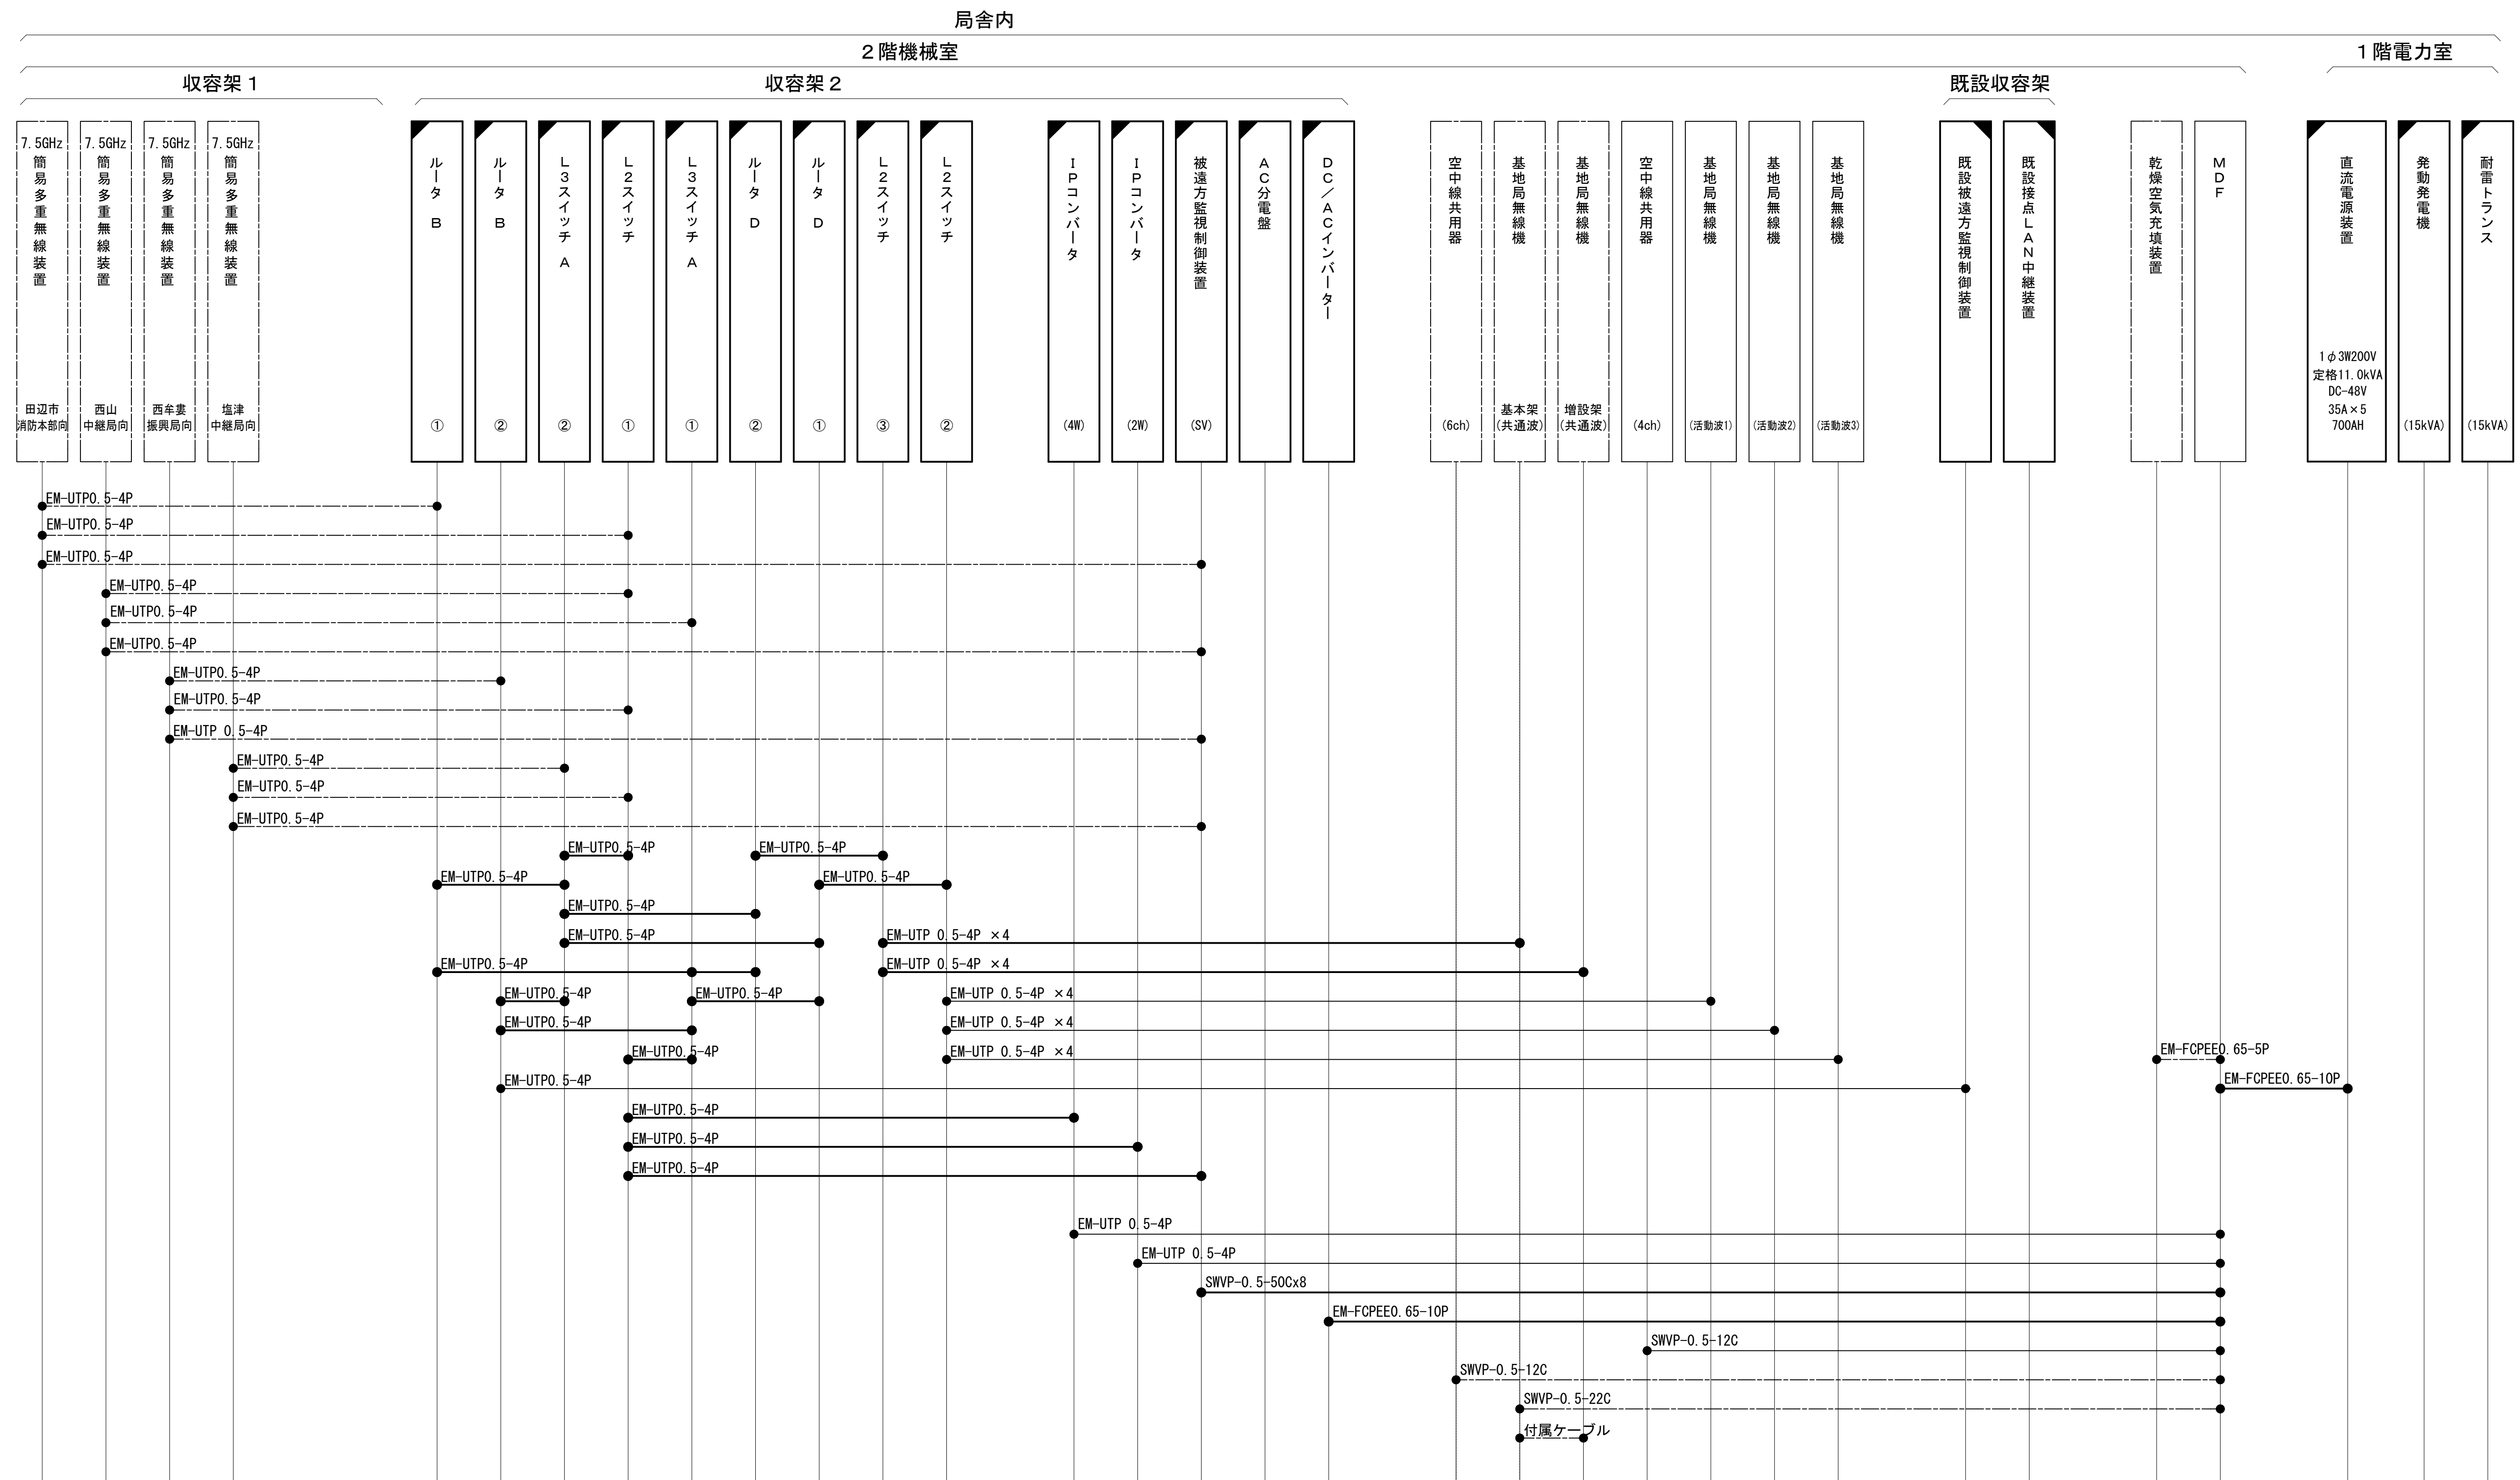 局舎内
２階機械室
１階電力室
収容架１
収容架２
既設収容架
7.5GHz
簡易多重無線装置
田辺市
消防本部向
7.5GHz
簡易多重無線装置
西山
中継局向
7.5GHz
簡易多重無線装置
西牟婁
振興局向
7.5GHz
簡易多重無線装置
塩津
中継局向
ルータ B
①
ルータ B
②
L3スイッチ A
②
L2スイッチ
①
L3スイッチ A
①
ルータ D
②
ルータ D
①
L2スイッチ
③
L2スイッチ
②
IPコンバータ
(4W)
IPコンバータ
(2W)
被遠方監視制御装置
(SV)
AC分電盤
DC／ACインバーター
空中線共用器
(6ch)
基地局無線機
基本架
(共通波)
基地局無線機
増設架
(共通波)
空中線共用器
(4ch)
基地局無線機
(活動波1)
基地局無線機
(活動波2)
基地局無線機
(活動波3)
既設被遠方監視制御装置
既設接点LAN中継装置
乾燥空気充填装置
MDF
直流電源装置
1φ3W200V
定格11.0kVA
DC-48V
35A×5
700AH
発動発電機
(15kVA)
耐雷トランス
(15kVA)
EM-UTP0.5-4P
EM-UTP0.5-4P
EM-UTP0.5-4P
EM-UTP0.5-4P
EM-UTP0.5-4P
EM-UTP0.5-4P
EM-UTP0.5-4P
EM-UTP0.5-4P
EM-UTP 0.5-4P
EM-UTP0.5-4P
EM-UTP0.5-4P
EM-UTP0.5-4P
EM-UTP0.5-4P
EM-UTP0.5-4P
EM-UTP0.5-4P
EM-UTP0.5-4P
EM-UTP0.5-4P
EM-UTP0.5-4P
EM-UTP 0.5-4P ×4
EM-UTP0.5-4P
EM-UTP 0.5-4P ×4
EM-UTP0.5-4P
EM-UTP0.5-4P
EM-UTP 0.5-4P ×4
EM-UTP0.5-4P
EM-UTP 0.5-4P ×4
EM-UTP0.5-4P
EM-UTP 0.5-4P ×4
EM-FCPEE0.65-5P
EM-UTP0.5-4P
EM-FCPEE0.65-10P
EM-UTP0.5-4P
EM-UTP0.5-4P
EM-UTP0.5-4P
EM-UTP 0.5-4P
EM-UTP 0.5-4P
SWVP-0.5-50Cx8
EM-FCPEE0.65-10P
SWVP-0.5-12C
SWVP-0.5-12C
SWVP-0.5-22C
付属ケーブル